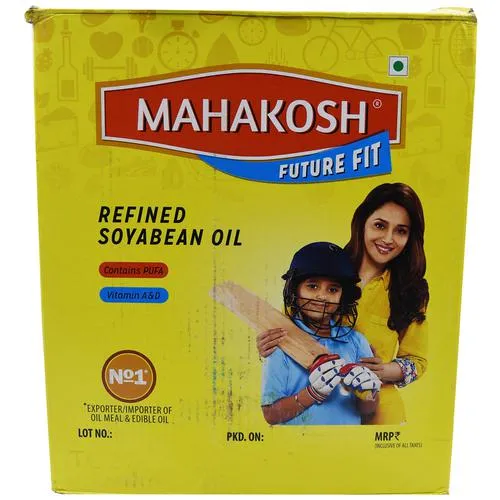 MAHAKOSH®
FUTURE FIT
REFINED
SOYABEAN OIL
Contains PUFA
Vitamin A&D
No1*
*EXPORTER/IMPORTER OF
OIL MEAL & EDIBLE OIL
LOT NO.: PKD. ON: MRP₹
(INCLUSIVE OF ALL TAXES)